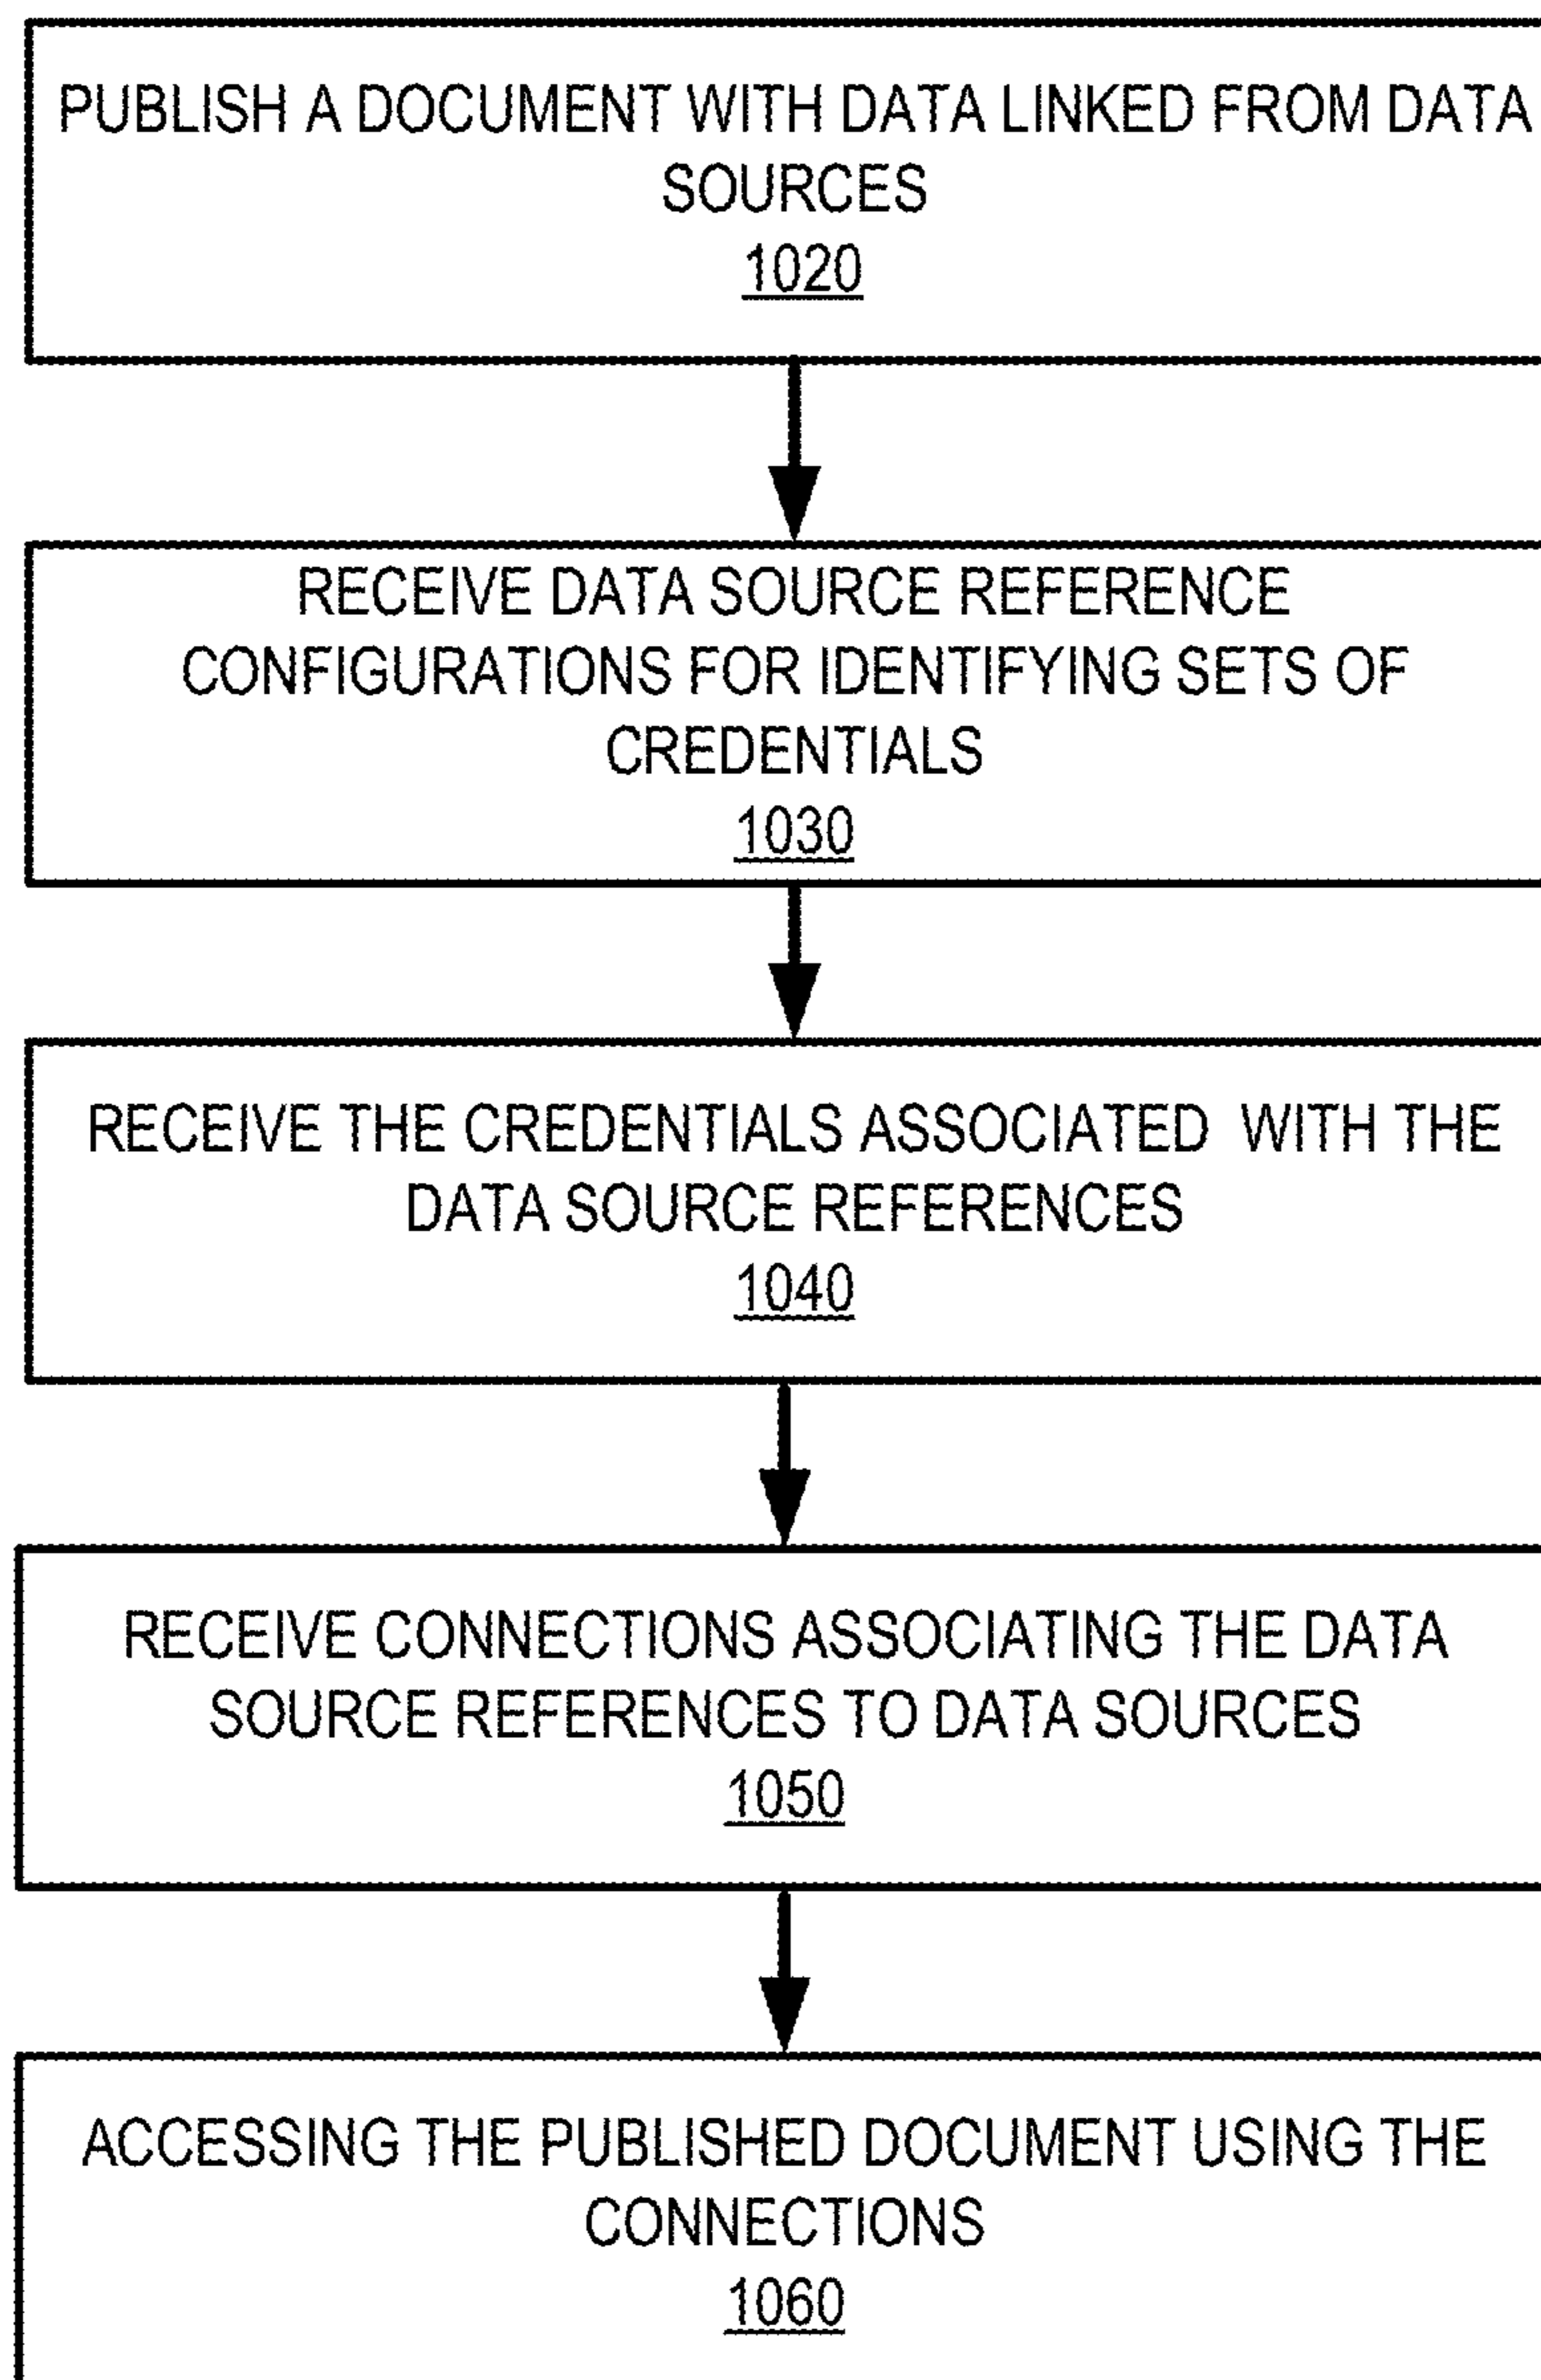 PUBLISH A DOCUMENT WITH DATA LINKED FROM DATA
SOURCES
1020
RECEIVE DATA SOURCE REFERENCE
CONFIGURATIONS FOR IDENTIFYING SETS OF
CREDENTIALS
1030
RECEIVE THE CREDENTIALS ASSOCIATED WITH THE
DATA SOURCE REFERENCES
1040
RECEIVE CONNECTIONS ASSOCIATING THE DATA
SOURCE REFERENCES TO DATA SOURCES
1050
ACCESSING THE PUBLISHED DOCUMENT USING THE
CONNECTIONS
1060